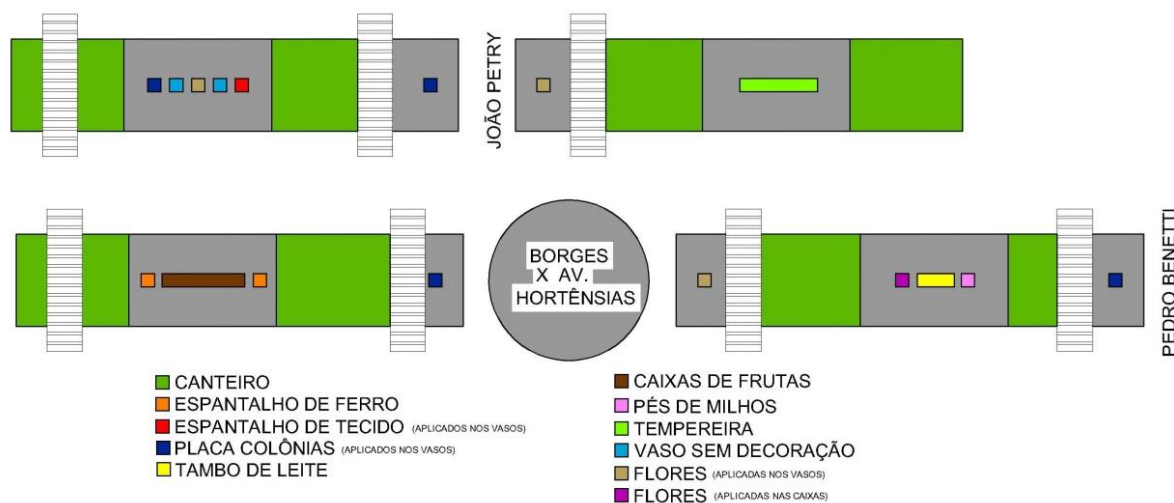 JOÃO PETRY
BORGES
X AV.
HORTÊNSIAS
PEDRO BENETTI
CANTEIRO
ESPANTALHO DE FERRO
ESPANTALHO DE TECIDO (APLICADOS NOS VASOS)
PLACA COLÔNIAS (APLICADOS NOS VASOS)
TAMBO DE LEITE
CAIXAS DE FRUTAS
PÉS DE MILHOS
TEMPEREIRA
VASO SEM DECORAÇÃO
FLORES (APLICADAS NOS VASOS)
FLORES (APLICADAS NAS CAIXAS)